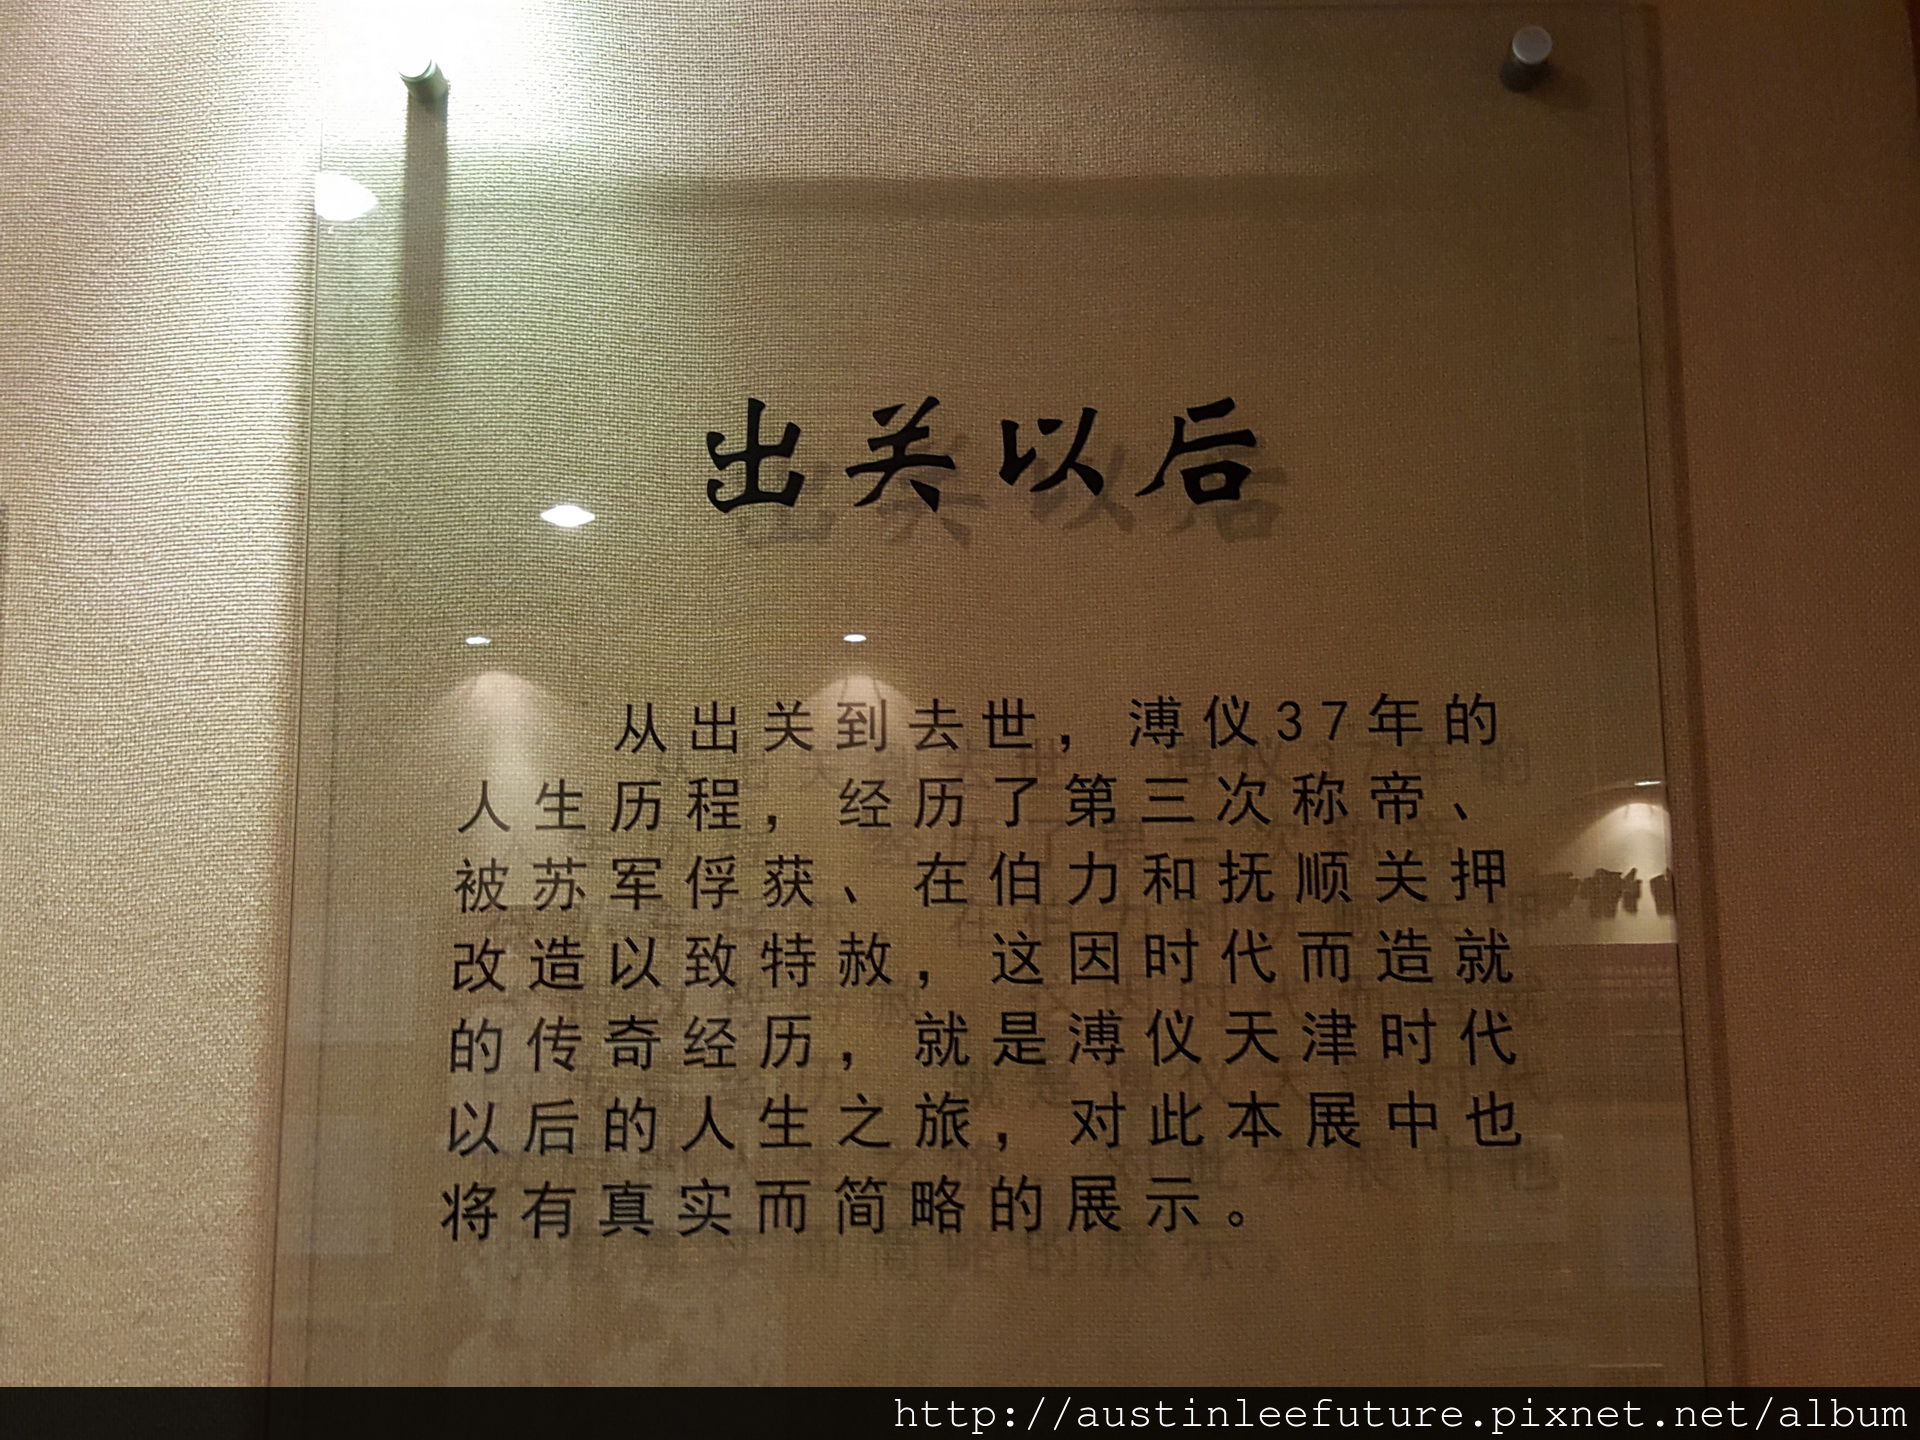 出关以后
从出关到去世，溥仪37年的
人生历程，经历了第三次称帝、
被苏军俘获、在伯力和抚顺关押
改造以致特赦，这因时代而造就
的传奇经历，就是溥仪天津时代
以后的人生之旅，对此本展中也
将有真实而简略的展示。
http://austinleefuture.pixnet.net/album